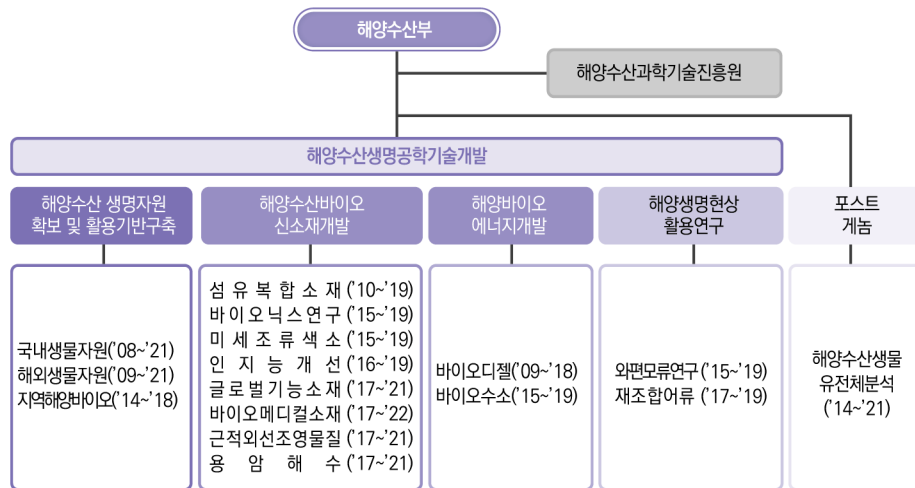 해양수산부
해양수산과학기술진흥원
해양수산생명공학기술개발
해양수산 생명자원
확보 및 활용기반구축
해양수산바이오
신소재개발
해양바이오
에너지개발
해양생명현상
활용연구
포스트
게놈
국내생물자원('08~'21)
해외생물자원('09~'21)
지역해양바이오('14~'18)
섬유복합소재('10~'19)
바이오닉스연구('15~'19)
미세조류색소('15~'19)
인지능개선('16~'19)
글로벌기능소재('17~'21)
바이오메디컬소재('17~'22)
근적외선조영물질('17~'21)
용암해수('17~'21)
바이오디젤('09~'18)
바이오수소('15~'19)
와편모류연구('15~'19)
재조합어류('17~'19)
해양수산생물
유전체분석
('14~'21)